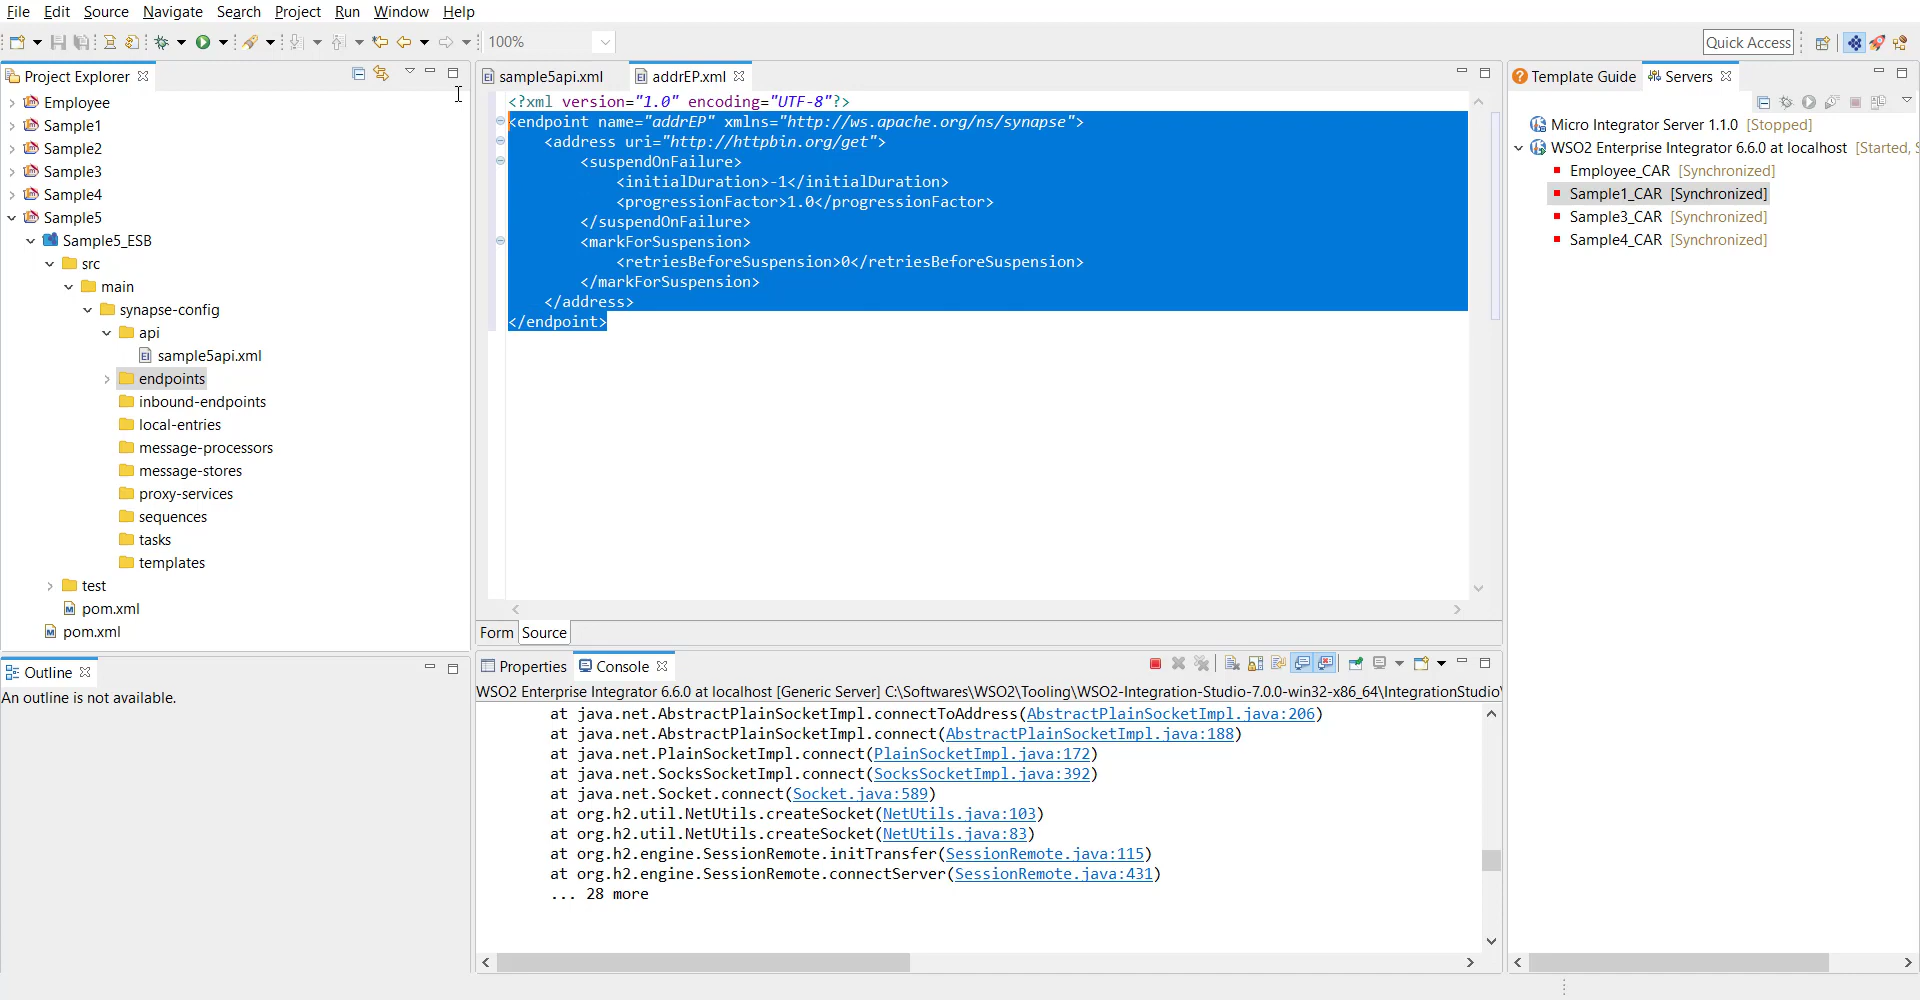 File Edit Source Navigate Search Project Run Window Help
100%
Quick Access
Project Explorer
Employee
Sample1
Sample2
Sample3
Sample4
Sample5
Sample5_ESB
src
main
synapse-config
api
sample5api.xml
endpoints
inbound-endpoints
local-entries
message-processors
message-stores
proxy-services
sequences
tasks
templates
test
pom.xml
pom.xml
Outline
An outline is not available.
sample5api.xml addrEP.xml
<?xml version="1.0" encoding="UTF-8"?>
<endpoint name="addrEP" xmlns="http://ws.apache.org/ns/synapse">
<address uri="http://httpbin.org/get">
<suspendOnFailure>
<initialDuration>-1</initialDuration>
<progressionFactor>1.0</progressionFactor>
</suspendOnFailure>
<markForSuspension>
<retriesBeforeSuspension>0</retriesBeforeSuspension>
</markForSuspension>
</address>
</endpoint>
Form Source
Properties Console
WSO2 Enterprise Integrator 6.6.0 at localhost [Generic Server] C:\Softwares\WSO2\Tooling\WSO2-Integration-Studio-7.0.0-win32-x86_64\IntegrationStudio\
at java.net.AbstractPlainSocketImpl.connectToAddress(AbstractPlainSocketImpl.java:206)
at java.net.AbstractPlainSocketImpl.connect(AbstractPlainSocketImpl.java:188)
at java.net.PlainSocketImpl.connect(PlainSocketImpl.java:172)
at java.net.SocksSocketImpl.connect(SocksSocketImpl.java:392)
at java.net.Socket.connect(Socket.java:589)
at org.h2.util.NetUtils.createSocket(NetUtils.java:103)
at org.h2.util.NetUtils.createSocket(NetUtils.java:83)
at org.h2.engine.SessionRemote.initTransfer(SessionRemote.java:115)
at org.h2.engine.SessionRemote.connectServer(SessionRemote.java:431)
... 28 more
Template Guide Servers
Micro Integrator Server 1.1.0 [Stopped]
WSO2 Enterprise Integrator 6.6.0 at localhost [Started, S
Employee_CAR [Synchronized]
Sample1_CAR [Synchronized]
Sample3_CAR [Synchronized]
Sample4_CAR [Synchronized]